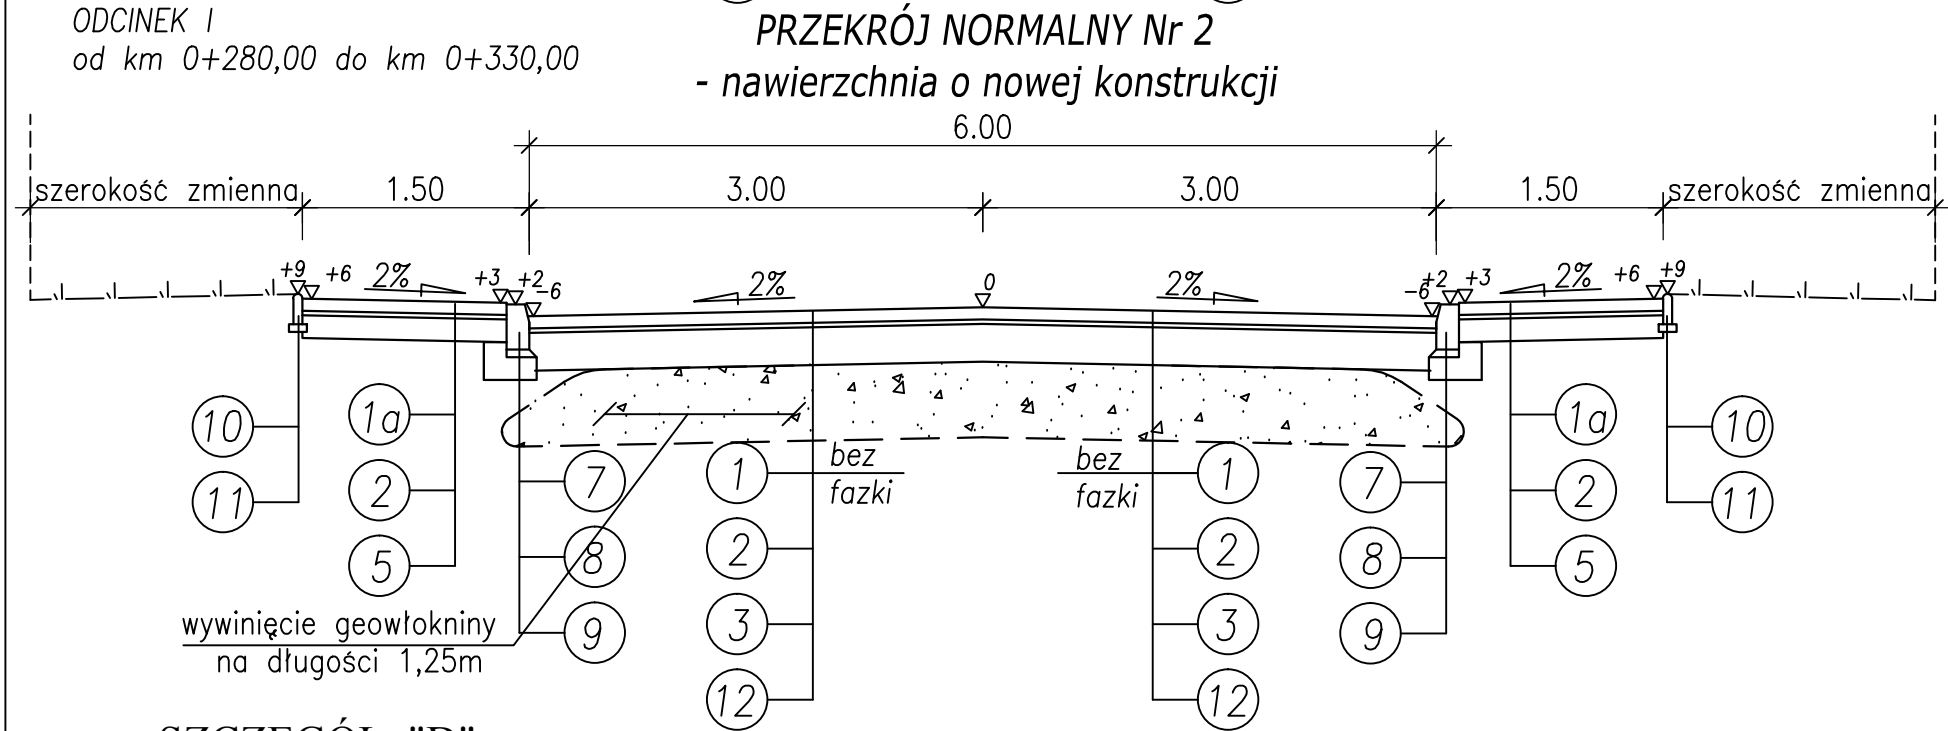 ODCINEK I
od km 0+280,00 do km 0+330,00
PRZEKRÓJ NORMALNY Nr 2
- nawierzchnia o nowej konstrukcji
6.00
szerokość zmienna 1.50 3.00 3.00 1.50 szerokość zmienna
+9 +6 2% +3 +2 -6 2% 0 2% -6 +2 +3 2% +6 +9
10 1a 1a 10
11 2 7 1 bez fazki bez fazki 1 7 2 11
5 8 2 2 8 5
9 3 3 9
wywinięcie geowłokniny
na długości 1,25m
12 12